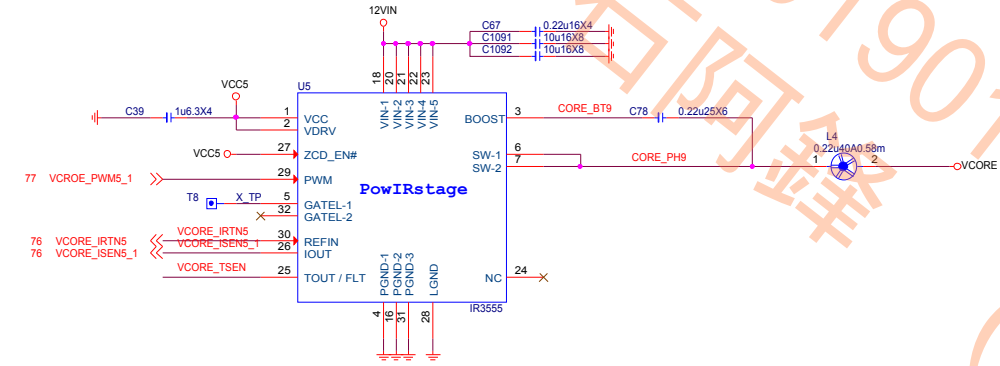 12VIN
C67 0.22u16X4
C1091 10u16X8
C1092 10u16X8
18 20 21 22 23
VCC5
U5
VIN-1 VIN-2 VIN-3 VIN-4 VIN-5
C39 1u6.3X4
1 VCC
2 VDRV
BOOST 3 CORE_BT9 C78 0.22u25X6
VCC5 27 ZCD_EN#
SW-1 6
SW-2 7 CORE_PH9
L4
0.22u40A0.58m
1 2 VCORE
77 VCROE_PWM5_1 29 PWM
PowIRstage
T8 X_TP 5 GATEL-1
32 GATEL-2
76 VCORE_IRTN5 VCORE_IRTN5 30 REFIN
76 VCORE_ISEN5_1 VCORE_ISEN5_1 26 IOUT
VCORE_TSEN 25 TOUT / FLT
NC 24
PGND-1 PGND-2 PGND-3 LGND
IR3555
4 16 31 28
石阿鋒